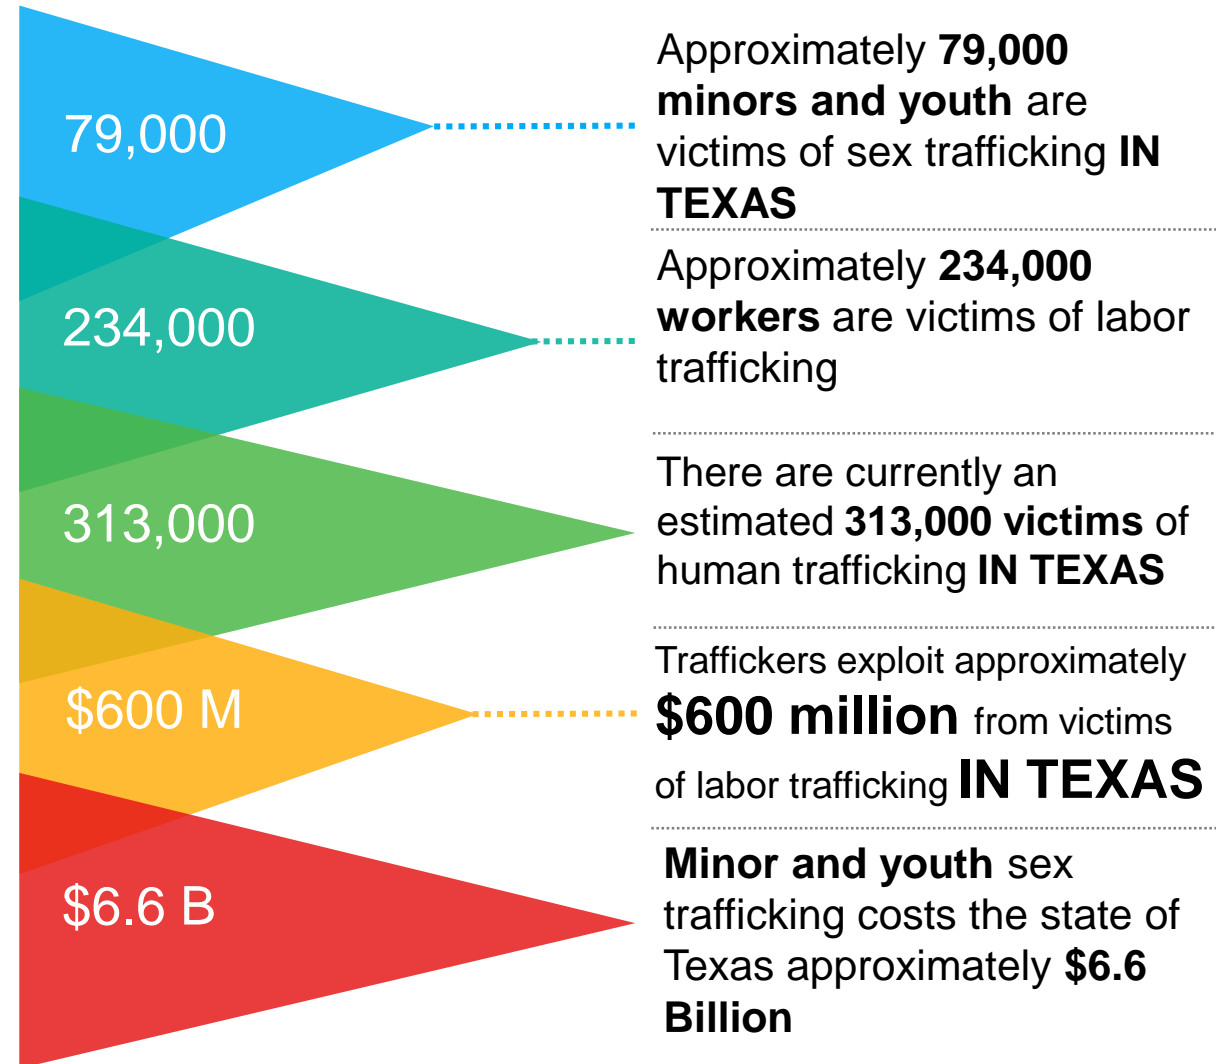 79,000
Approximately 79,000
minors and youth are
victims of sex trafficking IN
TEXAS
234,000
Approximately 234,000
workers are victims of labor
trafficking
313,000
There are currently an
estimated 313,000 victims of
human trafficking IN TEXAS
$600 M
Traffickers exploit approximately
$600 million from victims
of labor trafficking IN TEXAS
$6.6 B
Minor and youth sex
trafficking costs the state of
Texas approximately $6.6
Billion